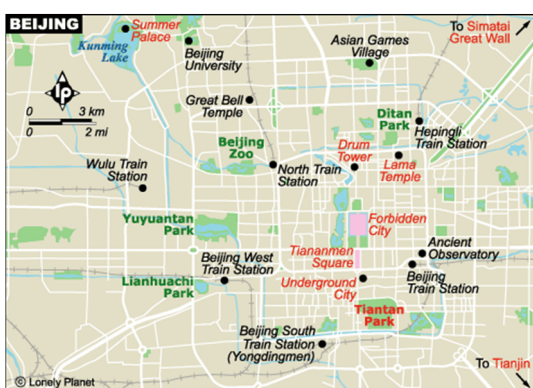 BEIJING
Summer
Palace
Kunming
Lake
Beijing
University
Asian Games
Village
To Simatai
Great Wall
lp
0 3 km
0 2 mi
Great Bell
Temple
Ditan
Park
Hepingli
Train Station
Beijing
Zoo
Drum
Tower
Lama
Temple
Wulu Train
Station
North Train
Station
Yuyuantan
Park
Forbidden
City
Beijing West
Train Station
Tiananmen
Square
Ancient
Observatory
Lianhuachi
Park
Underground
City
Beijing
Train Station
Tiantan
Park
Beijing South
Train Station
(Yongdingmen)
To Tianjin
© Lonely Planet